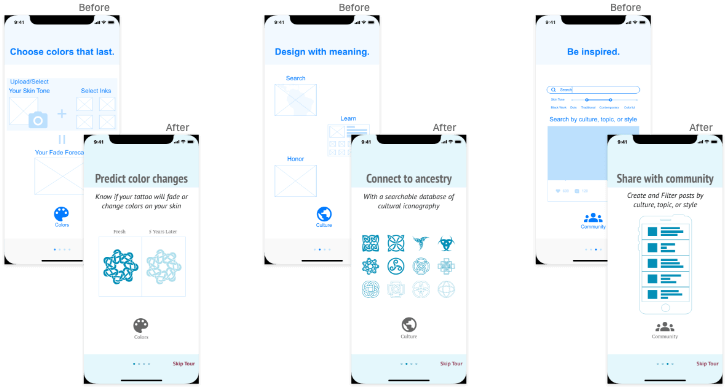 Before
9:41
Choose colors that last.
Upload/Select
Your Skin Tone
Select Inks
Your Fade Foreca
Colors
After
9:41
Predict color changes
Know if your tattoo will fade or
change colors on your skin
Fresh
5 Years Later
Colors
Skip Tour
Before
9:41
Design with meaning.
Search
Learn
Honor
Culture
After
9:41
Connect to ancestry
With a searchable database of
cultural iconography
Culture
Skip Tour
Before
9:41
Be inspired.
Search
Skin Tone
Search by culture, topic, or style
Community
After
9:41
Share with community
Create and Filter posts by
culture, topic, or style
Community
Skip Tour